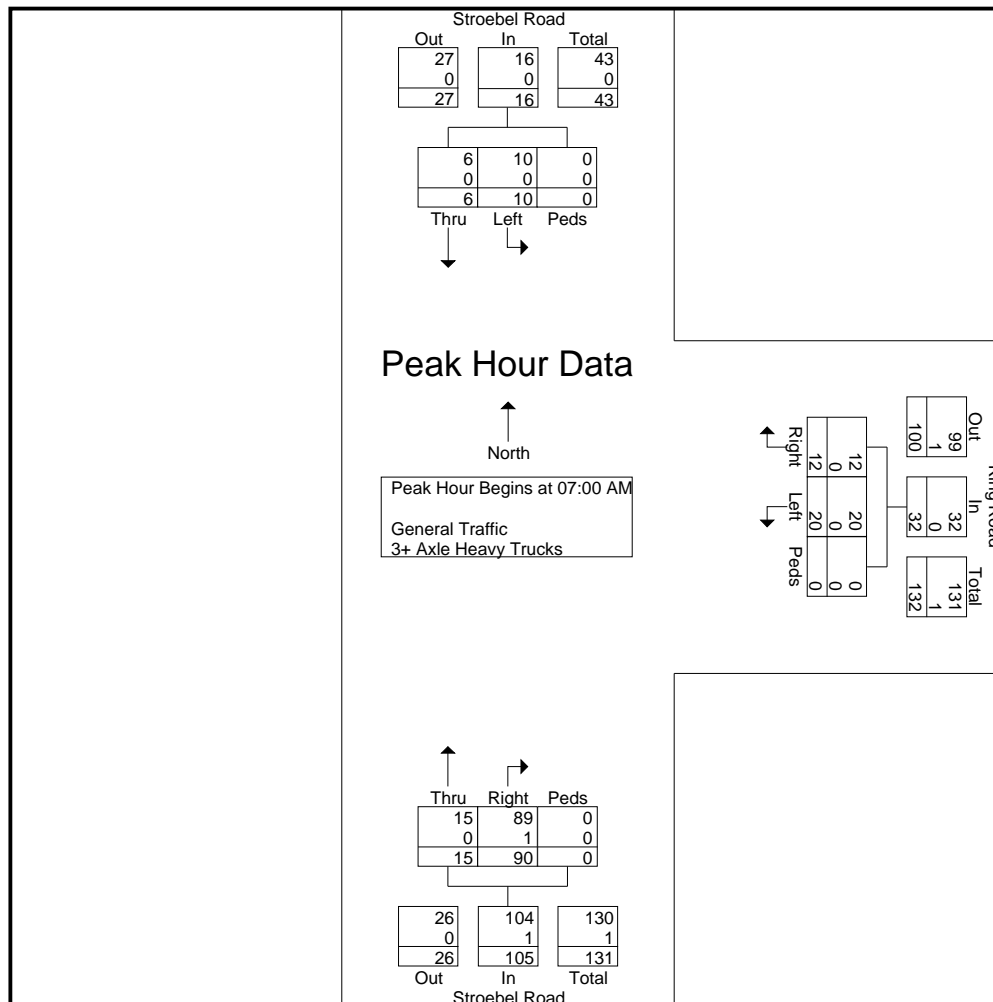 Stroebel Road
Out In Total
27 16 43
0 0 0
27 16 43
6 10 0
0 0 0
6 10 0
Thru Left Peds
Peak Hour Data
North
Peak Hour Begins at 07:00 AM
General Traffic
3+ Axle Heavy Trucks
Out In Total
99 32 131
1 0 1
100 32 132
12 20 0
0 0 0
12 20 0
Right Left Peds
Thru Right Peds
15 89 0
0 1 0
15 90 0
26 104 130
0 1 1
26 105 131
Out In Total
Stroebel Road